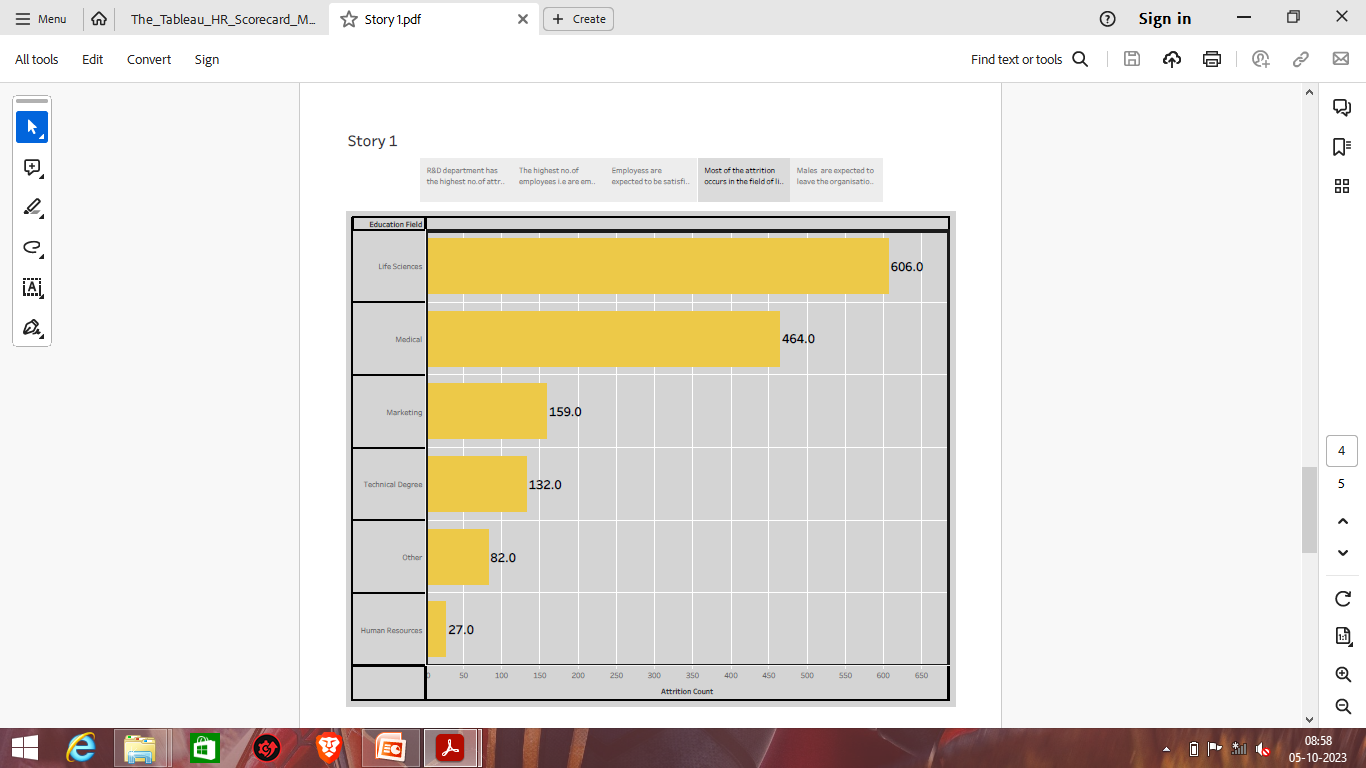 Menu
The_Tableau_HR_Scorecard_M...
Story 1.pdf
Create
Sign in
All tools Edit Convert Sign
Find text or tools
Story 1
R&D department has
the highest no.of attr..
The highest no.of
employees i.e are em..
Employess are
expected to be satisfi..
Most of the attrition
occurs in the field of li..
Males are expected to
leave the organisatio..
Education Field
Life Sciences 606.0
Medical 464.0
Marketing 159.0
Technical Degree 132.0
Other 82.0
Human Resources 27.0
0 50 100 150 200 250 300 350 400 450 500 550 600 650
Attrition Count
4
5
1:1
08:58
05-10-2023